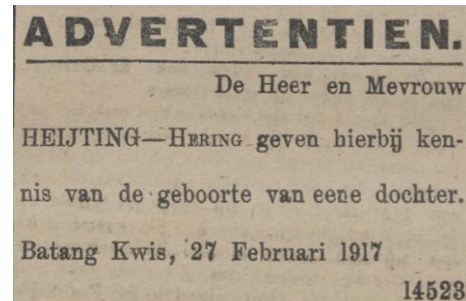 ADVERTENTIEN.
De Heer en Mevrouw
HEIJTING—HERING geven hierbij ken-
nis van de geboorte van eene dochter.
Batang Kwis, 27 Februari 1917
14523